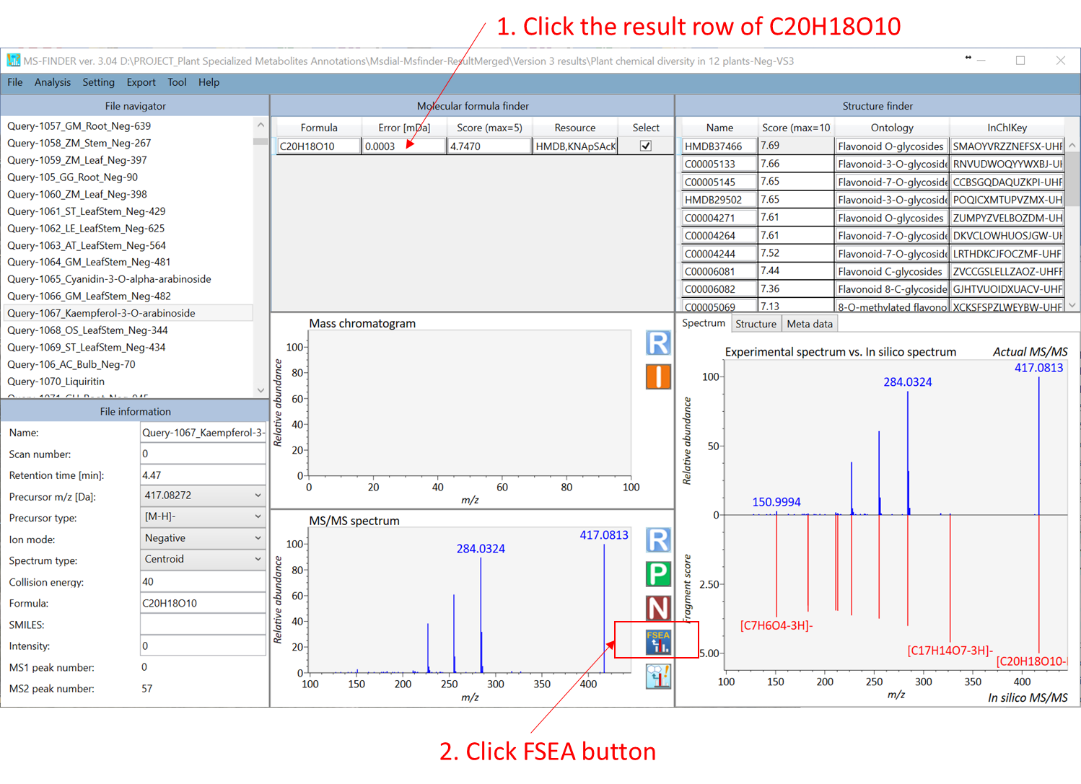 1. Click the result row of C20H18O10
MS-FINDER ver. 3.04 D:\PROJECT_Plant Specialized Metabolites Annotations\Msdial-Msfinder-ResultMerged\Version 3 results\Plant chemical diversity in 12 plants-Neg-VS3
File Analysis Setting Export Tool Help
File navigator
Query-1057_GM_Root_Neg-639
Query-1058_ZM_Stem_Neg-267
Query-1059_ZM_Leaf_Neg-397
Query-105_GG_Root_Neg-90
Query-1060_ZM_Leaf_Neg-398
Query-1061_ST_LeafStem_Neg-429
Query-1062_LE_LeafStem_Neg-625
Query-1063_AT_LeafStem_Neg-564
Query-1064_GM_LeafStem_Neg-481
Query-1065_Cyanidin-3-O-alpha-arabinoside
Query-1066_GM_LeafStem_Neg-482
Query-1067_Kaempferol-3-O-arabinoside
Query-1068_OS_LeafStem_Neg-344
Query-1069_ST_LeafStem_Neg-434
Query-106_AC_Bulb_Neg-70
Query-1070_Liquiritin
File information
Name: Query-1067_Kaempferol-3-
Scan number: 0
Retention time [min]: 4.47
Precursor m/z [Da]: 417.08272
Precursor type: [M-H]-
Ion mode: Negative
Spectrum type: Centroid
Collision energy: 40
Formula: C20H18O10
SMILES:
Intensity: 0
MS1 peak number: 0
MS2 peak number: 57
Molecular formula finder
Formula Error [mDa] Score (max=5) Resource Select
C20H18O10 0.0003 4.7470 HMDB,KNApSAcK
Mass chromatogram
Relative abundance
100
80
60
40
20
0
0 20 40 60 80 100
m/z
R
I
MS/MS spectrum
Relative abundance
100
80
60
40
20
0
284.0324
417.0813
100 150 200 250 300 350 400
m/z
R
P
N
FSEA
Structure finder
Name Score (max=10 Ontology InChIKey
HMDB37466 7.69 Flavonoid O-glycosides SMAOYVRZZNEFSX-UHF
C00005133 7.66 Flavonoid-3-O-glycoside RNVUDWOQYYWXBJ-UH
C00005145 7.65 Flavonoid-7-O-glycoside CCBSGQDAQUZKPI-UHF
HMDB29502 7.65 Flavonoid-3-O-glycoside POQICXMTUPVZMX-UH
C00004271 7.61 Flavonoid O-glycosides ZUMPYZVELBOZDM-UH
C00004264 7.61 Flavonoid-7-O-glycoside DKVCLOWHUOSJGW-UH
C00004244 7.52 Flavonoid-7-O-glycoside LRTHDKCJFOCZMF-UHF
C00006081 7.44 Flavonoid C-glycosides ZVCCGSLELLZAOZ-UHFF
C00006082 7.36 Flavonoid 8-C-glycoside GJHTVUOIDXUACV-UHF
C00005069 7.13 8-O-methylated flavono XCKSFSPZLWEYBW-UHF
Spectrum Structure Meta data
Experimental spectrum vs. In silico spectrum Actual MS/MS
417.0813
284.0324
150.9994
Relative abundance
100
50
0
Fragment score
2.50
5.00
[C7H6O4-3H]-
[C17H14O7-3H]-
[C20H18O10-
100 150 200 250 300 350 400
m/z
In silico MS/MS
2. Click FSEA button